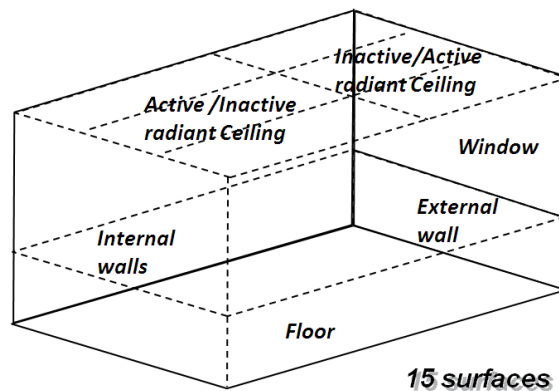 Inactive/Active
radiant Ceiling
Active /Inactive
radiant Ceiling
Window
External
wall
Internal
walls
Floor
15 surfaces